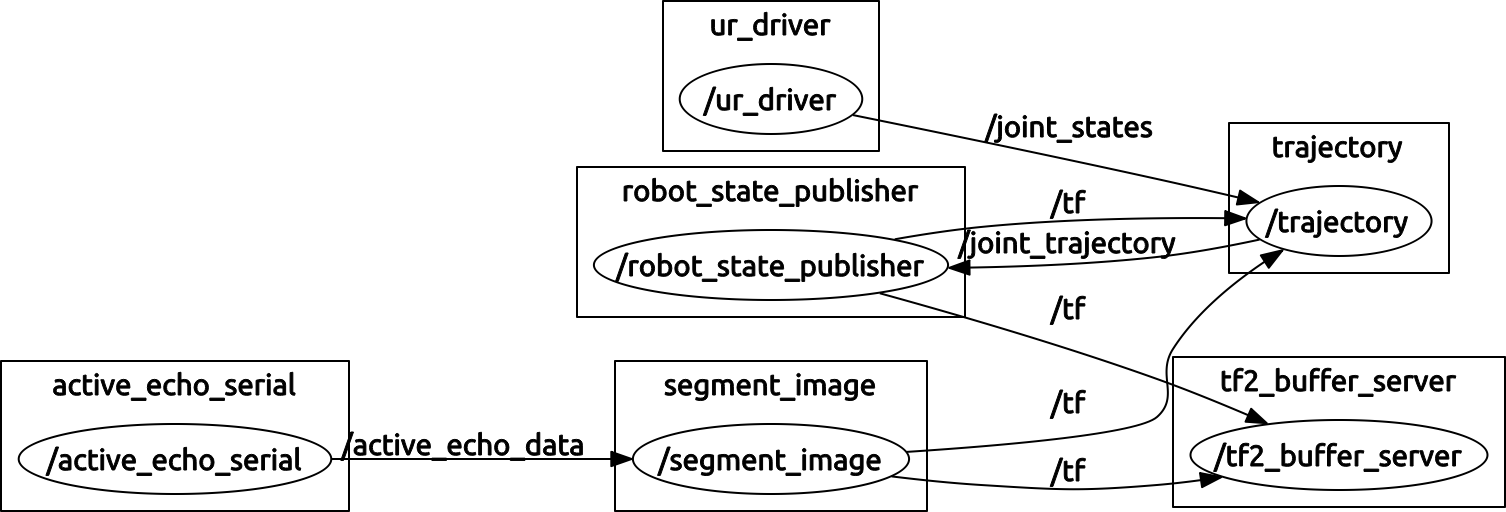 ur_driver
/ur_driver
/joint_states
trajectory
/trajectory
robot_state_publisher
/robot_state_publisher
/tf
/joint_trajectory
/tf
active_echo_serial
/active_echo_serial
/active_echo_data
segment_image
/segment_image
/tf
/tf
tf2_buffer_server
/tf2_buffer_server